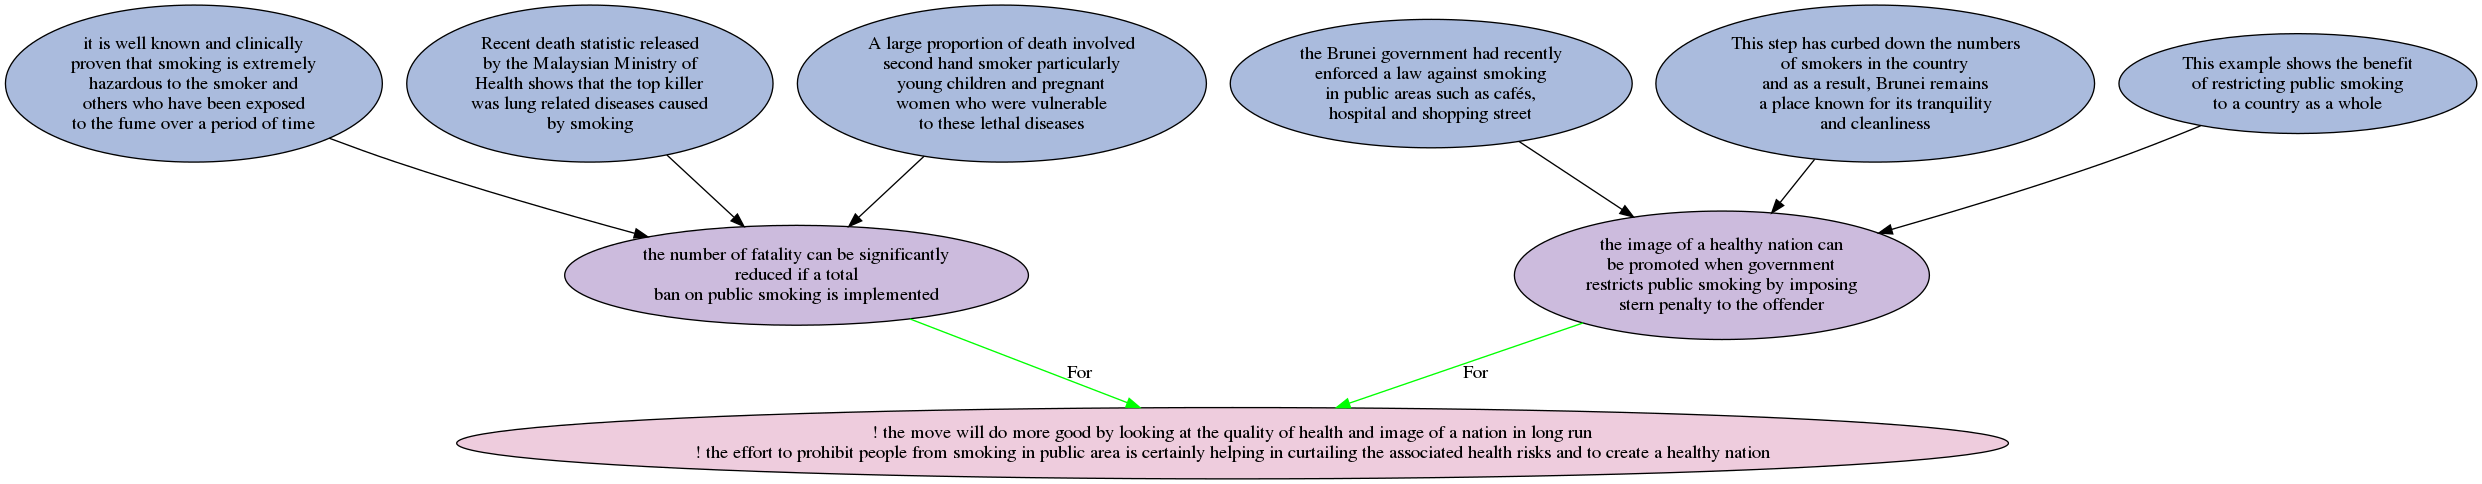 it is well known and clinically
proven that smoking is extremely
hazardous to the smoker and
others who have been exposed
to the fume over a period of time
Recent death statistic released
by the Malaysian Ministry of
Health shows that the top killer
was lung related diseases caused
by smoking
A large proportion of death involved
second hand smoker particularly
young children and pregnant
women who were vulnerable
to these lethal diseases
the Brunei government had recently
enforced a law against smoking
in public areas such as cafés,
hospital and shopping street
This step has curbed down the numbers
of smokers in the country
and as a result, Brunei remains
a place known for its tranquility
and cleanliness
This example shows the benefit
of restricting public smoking
to a country as a whole
the number of fatality can be significantly
reduced if a total
ban on public smoking is implemented
the image of a healthy nation can
be promoted when government
restricts public smoking by imposing
stern penalty to the offender
For
For
! the move will do more good by looking at the quality of health and image of a nation in long run
! the effort to prohibit people from smoking in public area is certainly helping in curtailing the associated health risks and to create a healthy nation